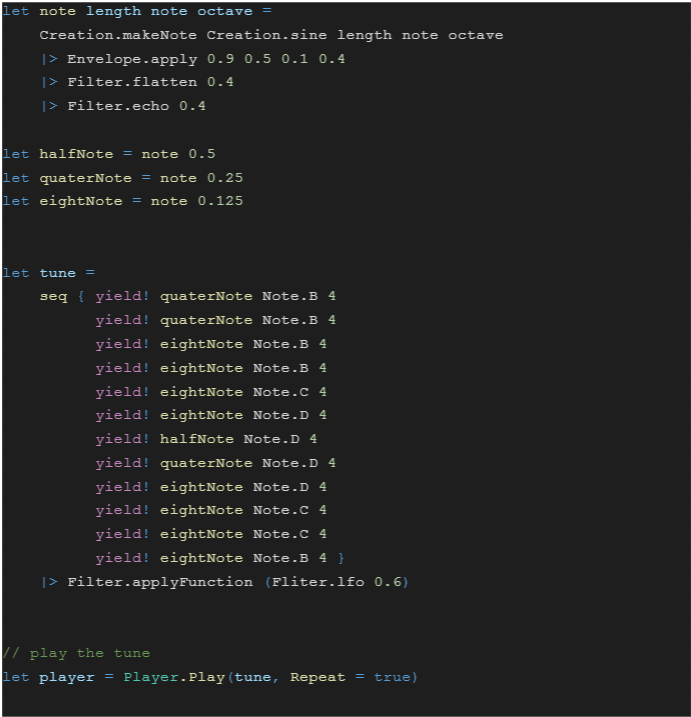 let note length note octave =
    Creation.makeNote Creation.sine length note octave
    |> Envelope.apply 0.9 0.5 0.1 0.4
    |> Filter.flatten 0.4
    |> Filter.echo 0.4
let halfNote = note 0.5
let quaterNote = note 0.25
let eightNote = note 0.125
let tune =
    seq { yield! quaterNote Note.B 4
          yield! quaterNote Note.B 4
          yield! eightNote Note.B 4
          yield! eightNote Note.B 4
          yield! eightNote Note.C 4
          yield! eightNote Note.D 4
          yield! halfNote Note.D 4
          yield! quaterNote Note.D 4
          yield! eightNote Note.D 4
          yield! eightNote Note.C 4
          yield! eightNote Note.C 4
          yield! eightNote Note.B 4 }
    |> Filter.applyFunction (Fliter.lfo 0.6)
// play the tune
let player = Player.Play(tune, Repeat = true)